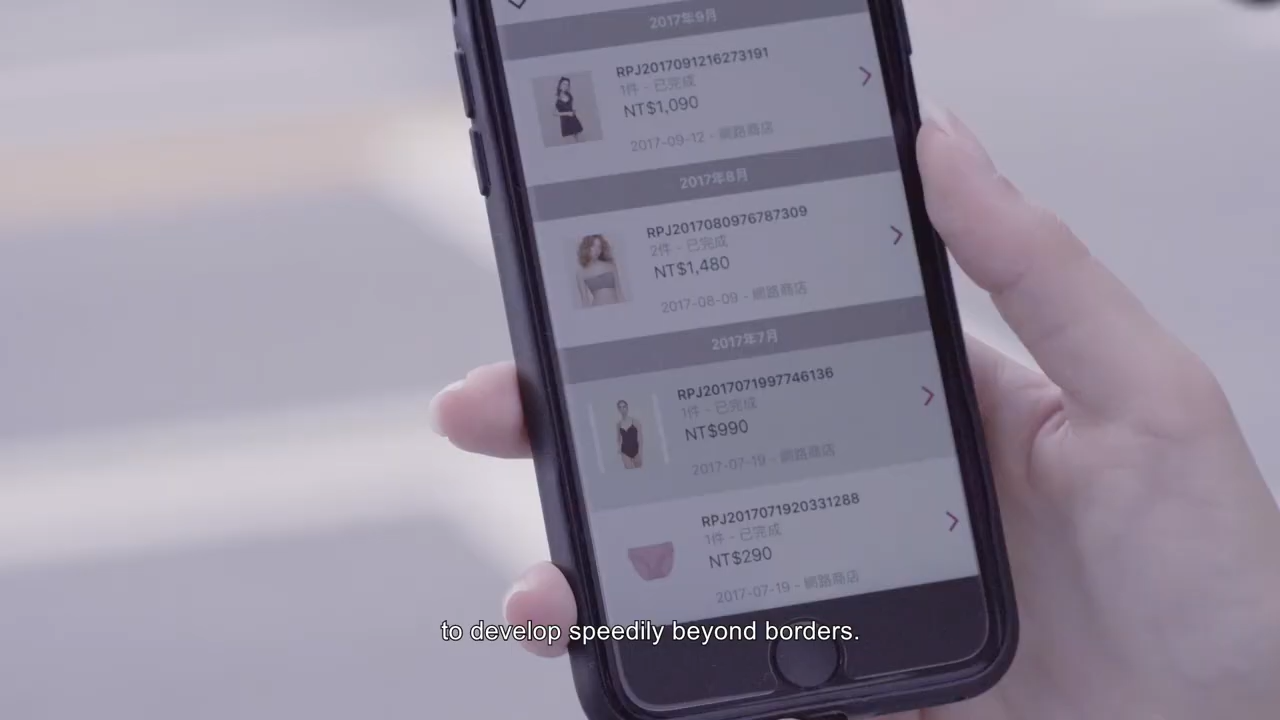 2017年9月
RPJ2017091216273191
1件 - 已完成
NT$1,090
2017-09-12 - 網路商店
2017年8月
RPJ2017080976787309
2件 - 已完成
NT$1,480
2017-08-09 - 網路商店
2017年7月
RPJ2017071997746136
1件 - 已完成
NT$990
2017-07-19 - 網路商店
RPJ2017071920331288
1件 - 已完成
NT$290
2017-07-19 - 網路商店
to develop speedily beyond borders.